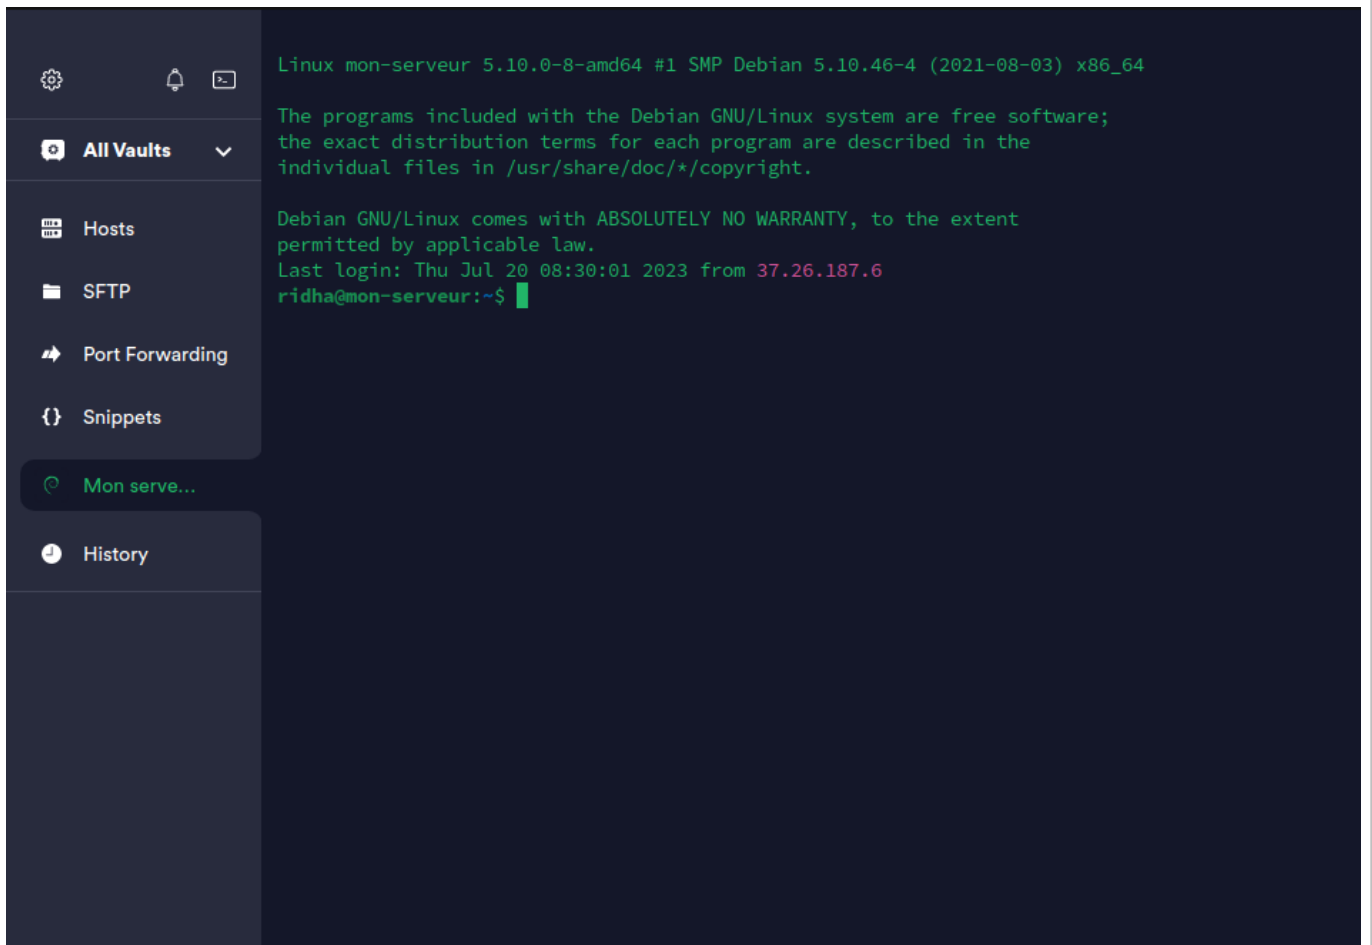 All Vaults
Hosts
SFTP
Port Forwarding
Snippets
Mon serve...
History
Linux mon-serveur 5.10.0-8-amd64 #1 SMP Debian 5.10.46-4 (2021-08-03) x86_64
The programs included with the Debian GNU/Linux system are free software;
the exact distribution terms for each program are described in the
individual files in /usr/share/doc/*/copyright.
Debian GNU/Linux comes with ABSOLUTELY NO WARRANTY, to the extent
permitted by applicable law.
Last login: Thu Jul 20 08:30:01 2023 from 37.26.187.6
ridha@mon-serveur:~$